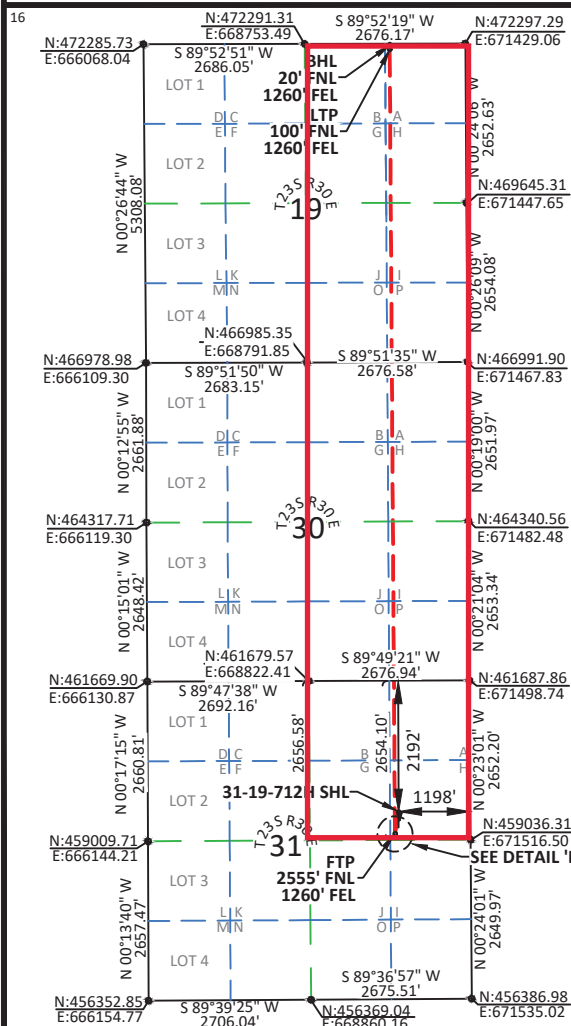 16
N:472291.31
E:668753.49
S 89°52'19" W
2676.17'
N:472297.29
E:671429.06
N:472285.73
E:666068.04
S 89°52'51" W
2686.05'
BHL
20' FNL
1260' FEL
LTP
100' FNL
1260' FEL
LOT 1
D C
E F
B A
G H
LOT 2
N 00°24'06" W
2652.63'
N 00°26'44" W
5308.08'
T 23S R30E
19
N:469645.31
E:671447.65
LOT 3
L K
M N
J I
O P
LOT 4
N 00°26'09" W
2654.08'
N:466985.35
E:668791.85
S 89°51'35" W
2676.58'
N:466978.98
E:666109.30
S 89°51'50" W
2683.15'
N:466991.90
E:671467.83
LOT 1
D C
E F
B A
G H
LOT 2
N 00°12'55" W
2661.88'
N 00°19'00" W
2651.97'
T 23S R30E
30
N:464317.71
E:666119.30
N:464340.56
E:671482.48
LOT 3
L K
M N
J I
O P
LOT 4
N 00°15'01" W
2648.42'
N 00°21'04" W
2653.34'
N:461679.57
E:668822.41
S 89°49'21" W
2676.94'
N:461669.90
E:666130.87
S 89°47'38" W
2692.16'
N:461687.86
E:671498.74
LOT 1
D C
E F
B
G
A
H
LOT 2
N 00°17'15" W
2660.81'
2656.58'
2654.10'
2192'
N 00°23'01" W
2652.20'
31-19-712H SHL
1198'
T 23S R30E
31
N:459009.71
E:666144.21
N:459036.31
E:671516.50
FTP
2555' FNL
1260' FEL
SEE DETAIL
LOT 3
L K
M N
J I
O P
LOT 4
N 00°13'40" W
2657.47'
N 00°24'01" W
2649.97'
S 89°36'57" W
2675.51'
N:456352.85
E:666154.77
S 89°39'25" W
2706.04'
N:456369.04
E:668860.16
N:456386.98
E:671535.02